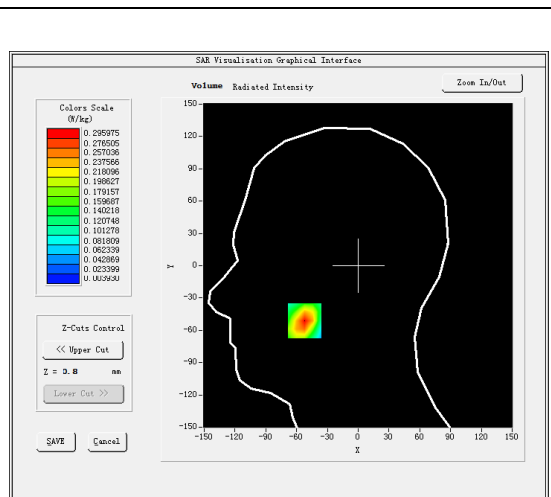 SAR Visualisation Graphical Interface
Volume Radiated Intensity
Zoom In/Out
Colors Scale
(W/kg)
0.295975
0.276505
0.257036
0.237566
0.218096
0.198627
0.179157
0.159687
0.140218
0.120748
0.101278
0.081809
0.062339
0.042869
0.023399
0.003930
Z-Cuts Control
<< Upper Cut
Z = 0.8 mm
Lower Cut >>
SAVE Cancel
150
120
90
60
30
0
-30
-60
-90
-120
-150
Y
-150 -120 -90 -60 -30 0 30 60 90 120 150
X